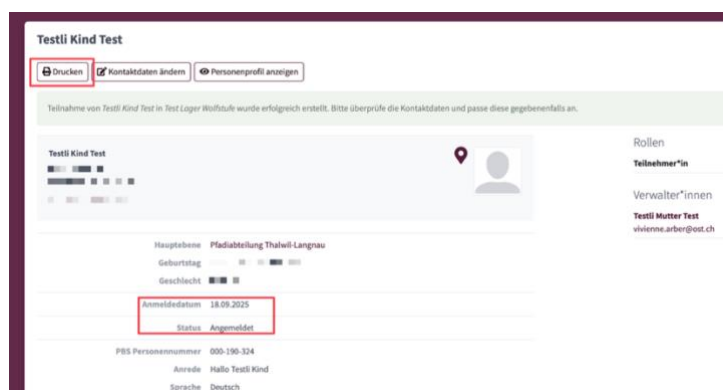 Testli Kind Test
Drucken Kontaktdaten ändern Personenprofil anzeigen
Teilnahme von Testli Kind Test in Test Lager Wolfstufe wurde erfolgreich erstellt. Bitte überprüfe die Kontaktdaten und passe diese gegebenenfalls an.
Testli Kind Test
Rollen
Teilnehmer*in
Verwalter*innen
Testli Mutter Test
vivienne.arber@ost.ch
Hauptebene Pfadiabteilung Thalwil-Langnau
Geburtstag
Geschlecht
Anmeldedatum 18.09.2025
Status Angemeldet
PBS Personennummer 000-190-324
Anrede Hallo Testli Kind
Sprache Deutsch